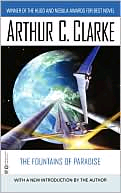 WINNER OF THE HUGO AND NEBULA AWARDS FOR BEST NOVEL
ARTHUR C. CLARKE
THE FOUNTAINS OF PARADISE
WITH A NEW INTRODUCTION BY THE AUTHOR